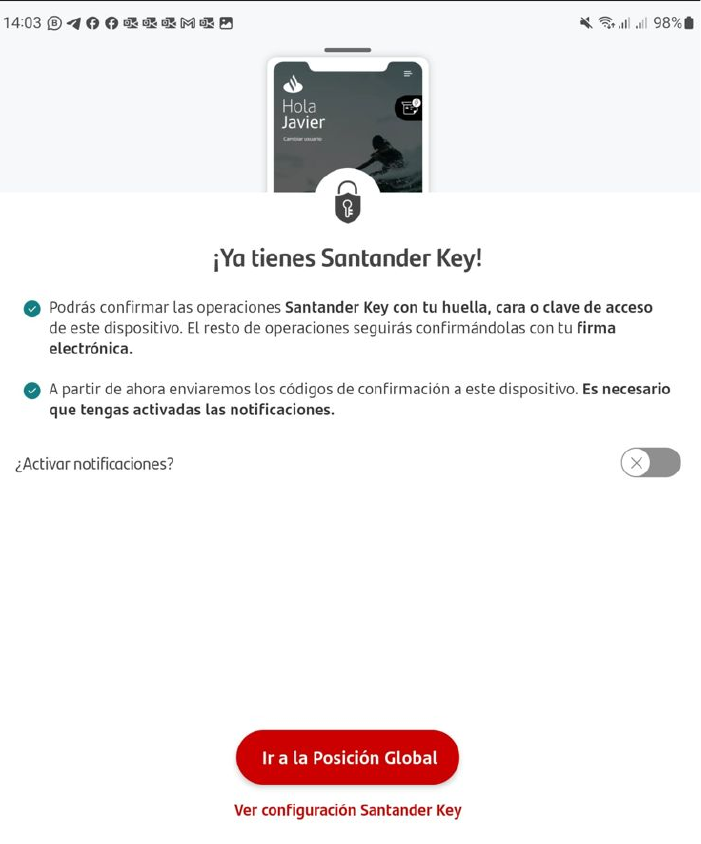 14:03
98%
Hola
Javier
Cambiar usuario
¡Ya tienes Santander Key!
Podrás confirmar las operaciones Santander Key con tu huella, cara o clave de acceso
de este dispositivo. El resto de operaciones seguirás confirmándolas con tu firma
electrónica.
A partir de ahora enviaremos los códigos de confirmación a este dispositivo. Es necesario
que tengas activadas las notificaciones.
¿Activar notificaciones?
Ir a la Posición Global
Ver configuración Santander Key